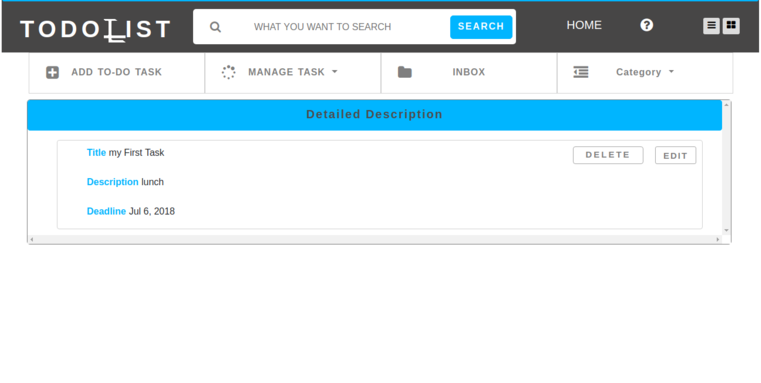 TODOLIST WHAT YOU WANT TO SEARCH SEARCH HOME
ADD TO-DO TASK MANAGE TASK INBOX Category
Detailed Description
Title my First Task DELETE EDIT
Description lunch
Deadline Jul 6, 2018